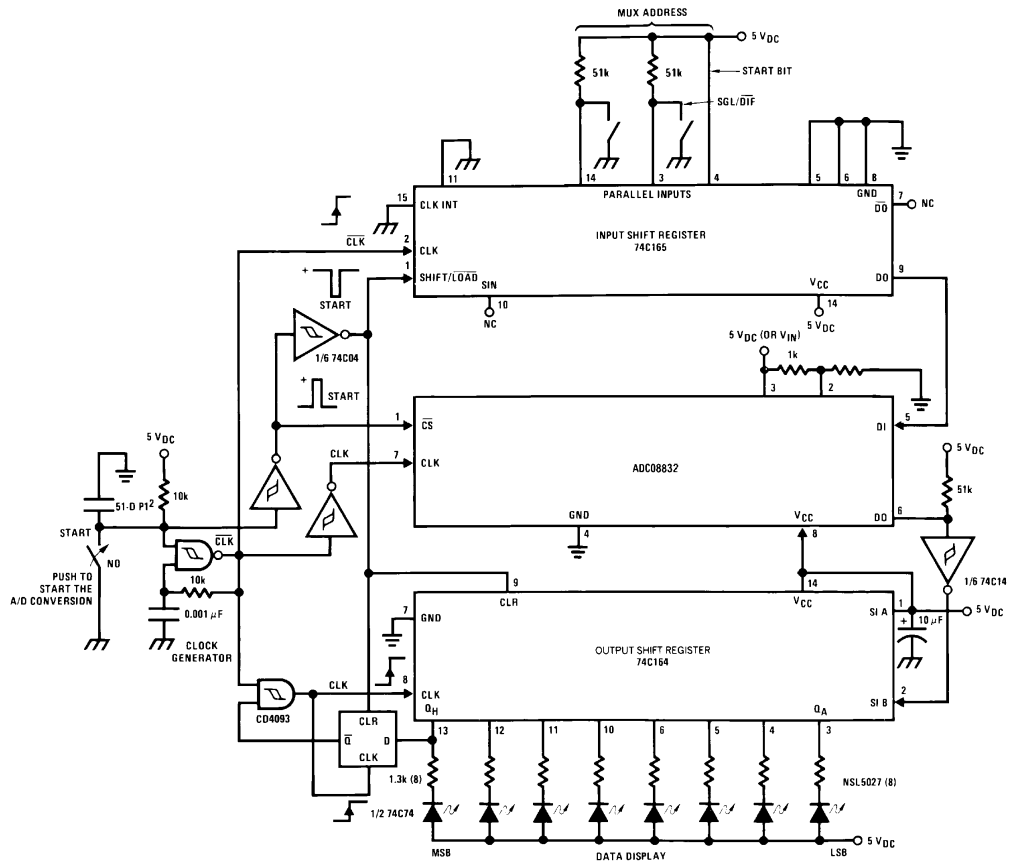 MUX ADDRESS
5 VDC
51k
51k
START BIT
SGL/DIF
11
14
3
4
5
6
8
GND
PARALLEL INPUTS
15
CLK INT
7
DO
NC
INPUT SHIFT REGISTER
74C165
CLK
2
CLK
1
SHIFT/LOAD
+
START
SIN
10
NC
VCC
14
5 VDC
DO
9
1/6 74C04
+
START
5 VDC (OR VIN)
1k
3
2
1
CS
DI
5
CLK
7
CLK
ADC08832
5 VDC
51k
5 VDC
10k
51-D P1²
START
NO
CLK
PUSH TO
START THE
A/D CONVERSION
10k
0.001 µF
CLOCK
GENERATOR
GND
4
VCC
8
DO
6
1/6 74C14
9
CLR
14
VCC
7
GND
SI A
1
5 VDC
+
10 µF
OUTPUT SHIFT REGISTER
74C164
CLK
8
CLK
QH
QA
SI B
2
CD4093
CLR
Q
D
CLK
13
12
11
10
6
5
4
3
1.3k (8)
NSL5027 (8)
1/2 74C74
MSB
DATA DISPLAY
LSB
5 VDC